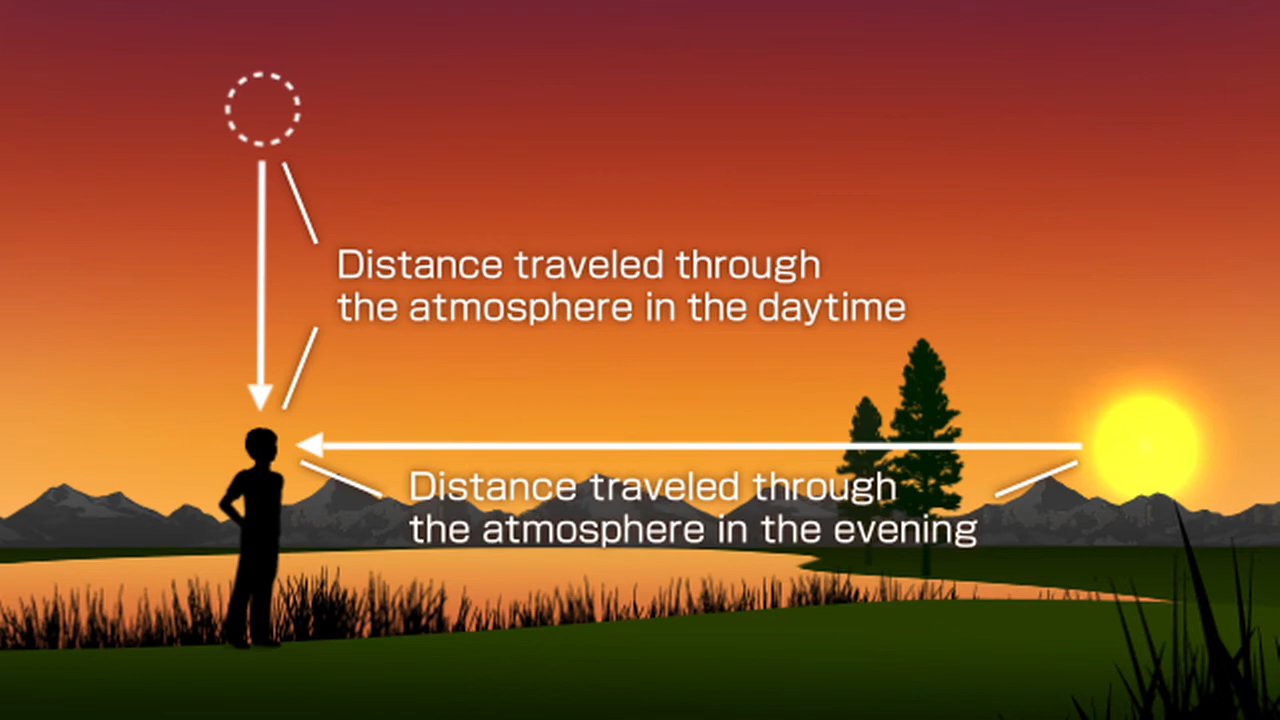 Distance traveled through
the atmosphere in the daytime
Distance traveled through
the atmosphere in the evening